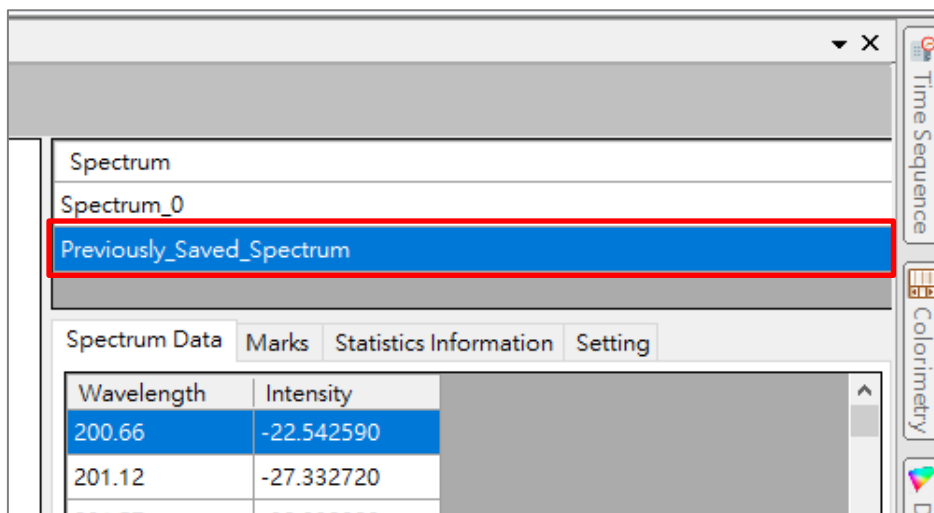 Spectrum
Spectrum_0
Previously_Saved_Spectrum
Spectrum Data Marks Statistics Information Setting
Wavelength Intensity
200.66 -22.542590
201.12 -27.332720
Time Sequence
Colorimetry